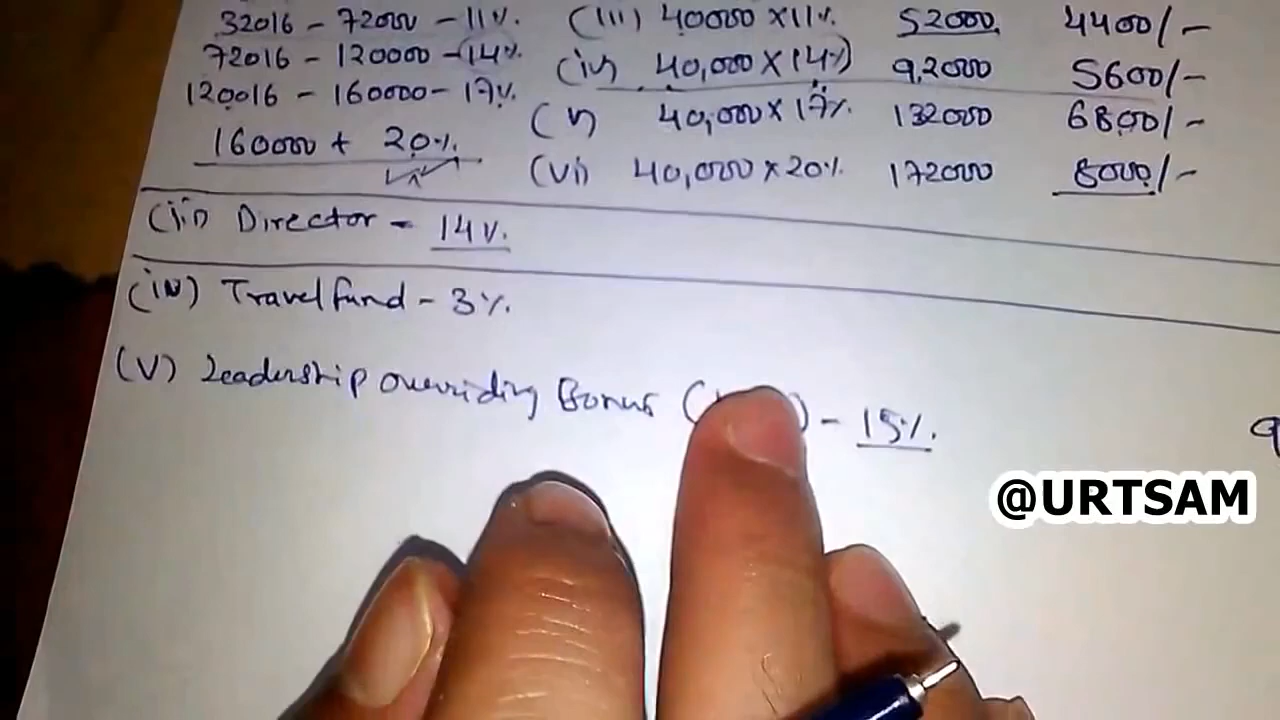 32016 - 72000 - 11%. (iii) 40000 x 11%. 52000 4400/-
72016 - 120000 - 14%. (iv) 40,000 x 14%) 92000 5600/-
120016 - 160000 - 17%. (v) 40,000 x 17%. 132000 6800/-
160000 + 20%. (vi) 40,000 x 20%. 172000 8000/-
(iii) Director - 14%.
(iv) Travel fund - 3%.
(V) Leadership overriding Bonus ( ) - 15%.
@URTSAM